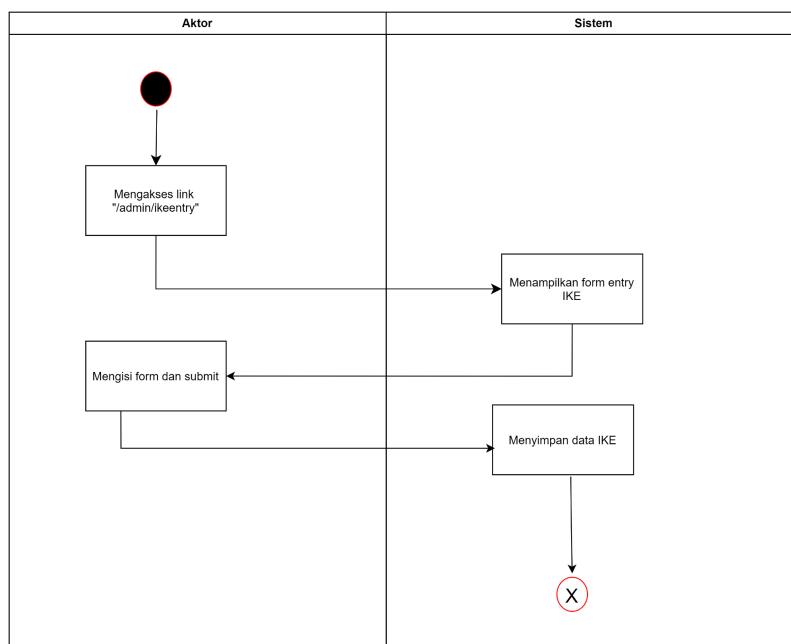 Aktor
Sistem
Mengakses link
"/admin/ikeentry"
Menampilkan form entry
IKE
Mengisi form dan submit
Menyimpan data IKE
X